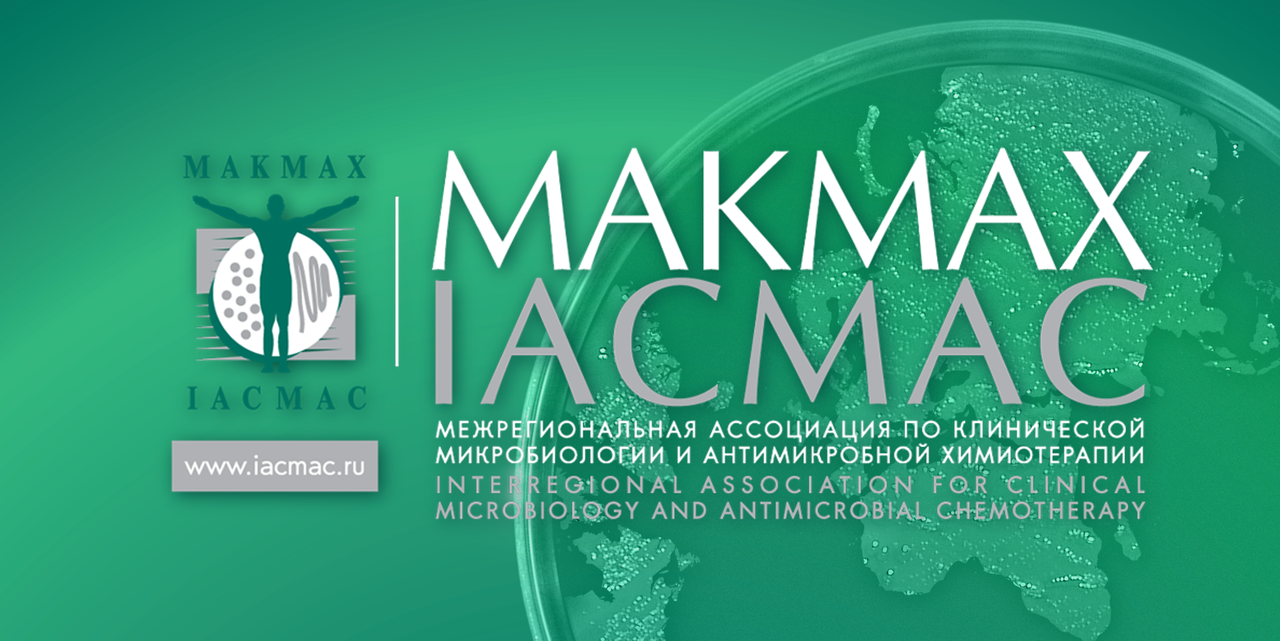 МАКМАХ
IACMAC
www.iacmac.ru
МАКМАХ
IACMAC
МЕЖРЕГИОНАЛЬНАЯ АССОЦИАЦИЯ ПО КЛИНИЧЕСКОЙ
МИКРОБИОЛОГИИ И АНТИМИКРОБНОЙ ХИМИОТЕРАПИИ
INTERREGIONAL ASSOCIATION FOR CLINICAL
MICROBIOLOGY AND ANTIMICROBIAL CHEMOTHERAPY